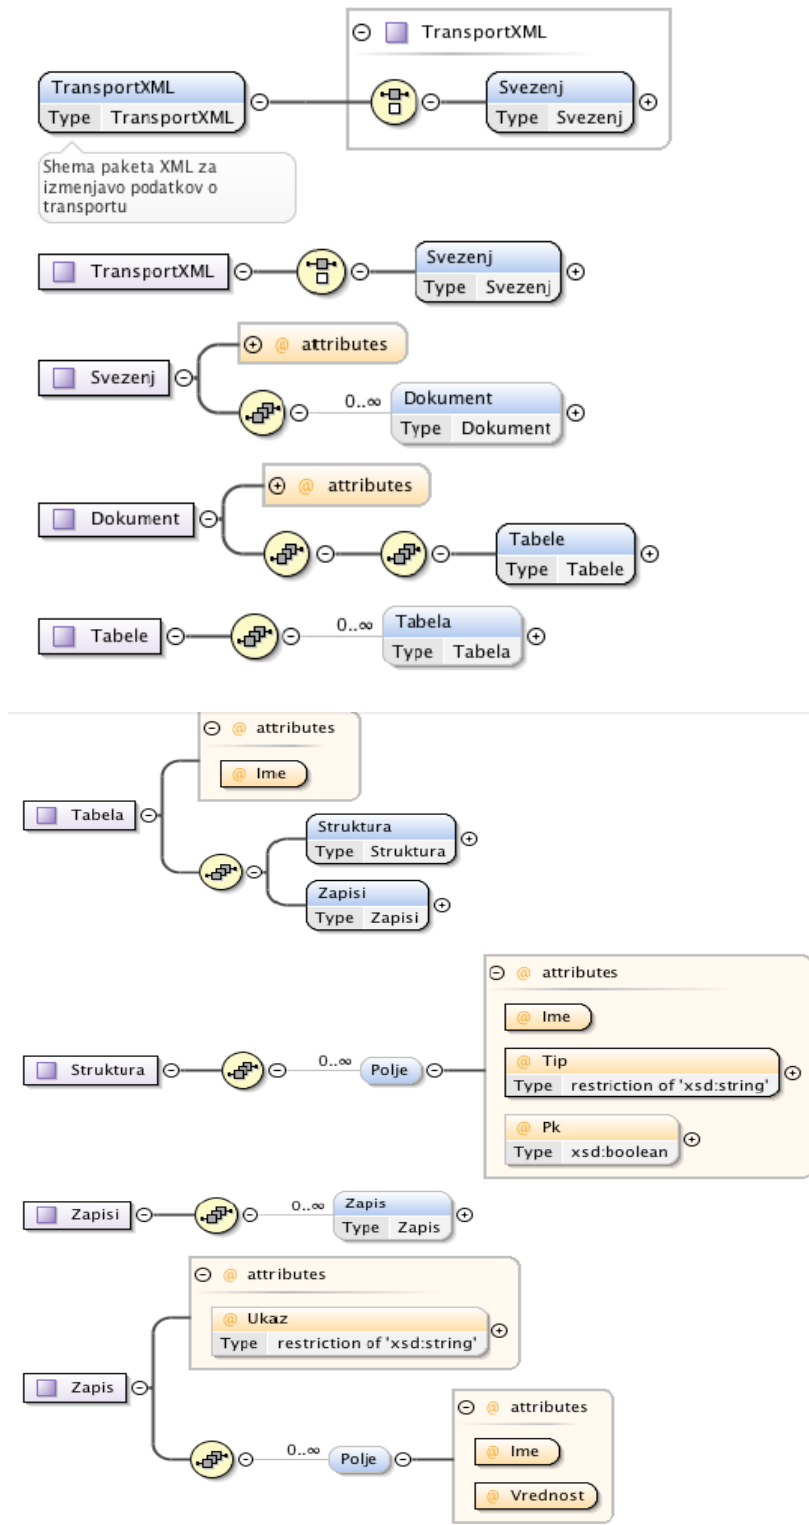 TransportXML
TransportXML
Type TransportXML
Svezenj
Type Svezenj
Shema paketa XML za
izmenjavo podatkov o
transportu
TransportXML
Svezenj
Type Svezenj
Svezenj
@ attributes
0..∞
Dokument
Type Dokument
Dokument
@ attributes
Tabele
Type Tabele
Tabele
0..∞
Tabela
Type Tabela
@ attributes
@ Ime
Tabela
Struktura
Type Struktura
Zapisi
Type Zapisi
@ attributes
@ Ime
Struktura
0..∞
Polje
@ Tip
Type restriction of 'xsd:string'
@ Pk
Type xsd:boolean
Zapisi
0..∞
Zapis
Type Zapis
@ attributes
@ Ukaz
Type restriction of 'xsd:string'
Zapis
@ attributes
0..∞
Polje
@ Ime
@ Vrednost